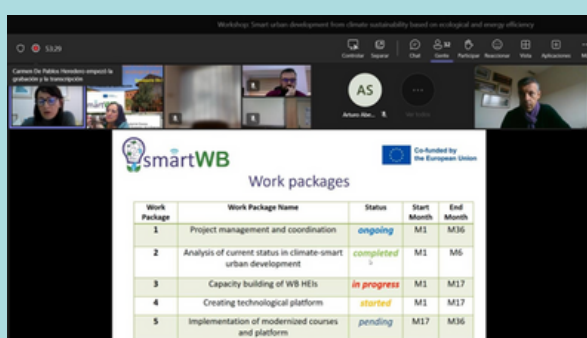 Workshop: Smart urban development from climate sustainability based on ecological and energy efficiency
53:29
Controlar
Separar
Chat
Gente
Participar
Reaccionar
Vista
Aplicaciones
Carmen De Pablos Heredero empezó la
grabación y la transcripción
AS
Arturo
smartWB
Co-funded by
the European Union
Work packages
Work Package
Work Package Name
Status
Start Month
End Month
1 Project management and coordination ongoing M1 M36
2 Analysis of current status in climate-smart urban development completed M1 M6
3 Capacity building of WB HEIs in progress M1 M17
4 Creating technological platform started M1 M17
5 Implementation of modernized courses and platform pending M17 M36